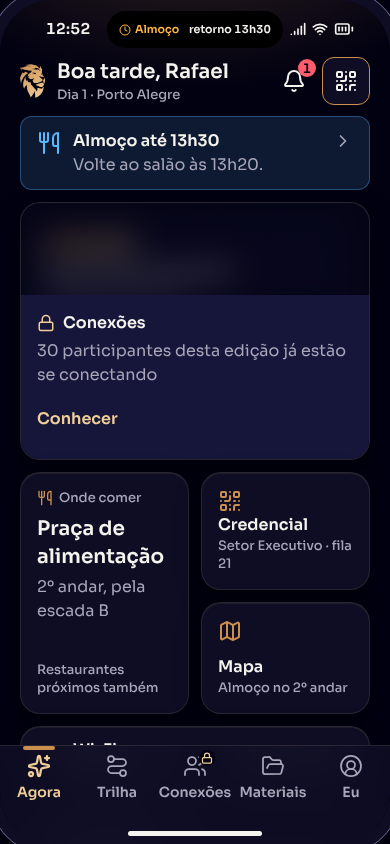 12:52
Almoço retorno 13h30
Boa tarde, Rafael
1
Dia 1 · Porto Alegre
Almoço até 13h30
Volte ao salão às 13h20.
Conexões
30 participantes desta edição já estão
se conectando
Conhecer
Onde comer
Praça de
alimentação
2º andar, pela
escada B
Restaurantes
próximos também
Credencial
Setor Executivo · fila
21
Mapa
Almoço no 2º andar
Agora
Trilha
Conexões
Materiais
Eu